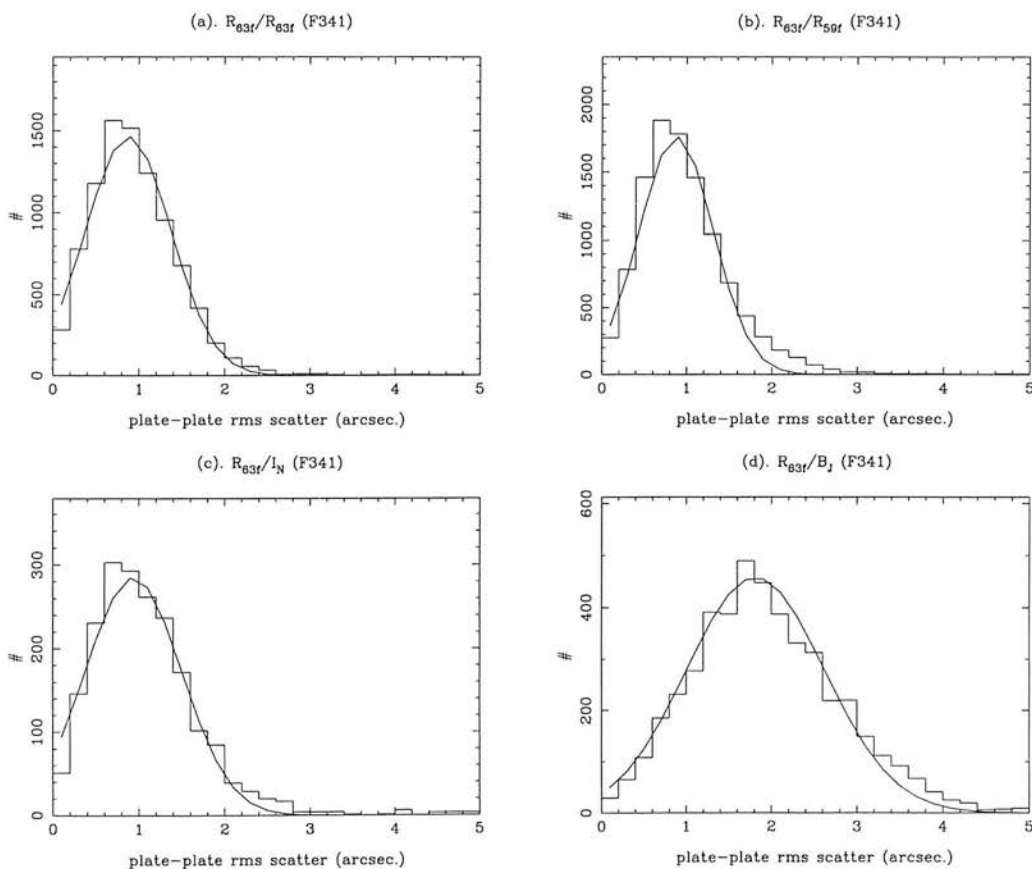 (a). R63f/R63f (F341)
1500
1000
500
0
#
0 1 2 3 4 5
plate-plate rms scatter (arcsec.)
(b). R63f/R59f (F341)
2000
1500
1000
500
0
#
0 1 2 3 4 5
plate-plate rms scatter (arcsec.)
(c). R63f/IN (F341)
300
200
100
0
#
0 1 2 3 4 5
plate-plate rms scatter (arcsec.)
(d). R63f/BJ (F341)
600
400
200
0
#
0 1 2 3 4 5
plate-plate rms scatter (arcsec.)